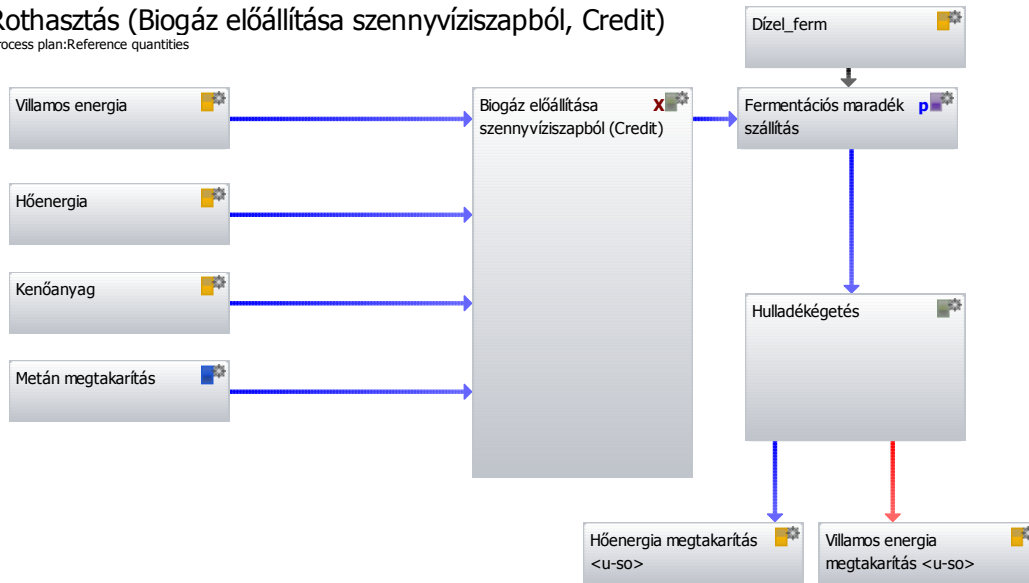 Rothasztás (Biogáz előállítása szennyvíziszapból, Credit)
rocess plan:Reference quantities
Dízel_ferm
Villamos energia
Biogáz előállítása X
szennyvíziszapból (Credit)
Fermentációs maradék p
szállítás
Hőenergia
Kenőanyag
Hulladékégetés
Metán megtakarítás
Hőenergia megtakarítás
<u-so>
Villamos energia
megtakarítás <u-so>